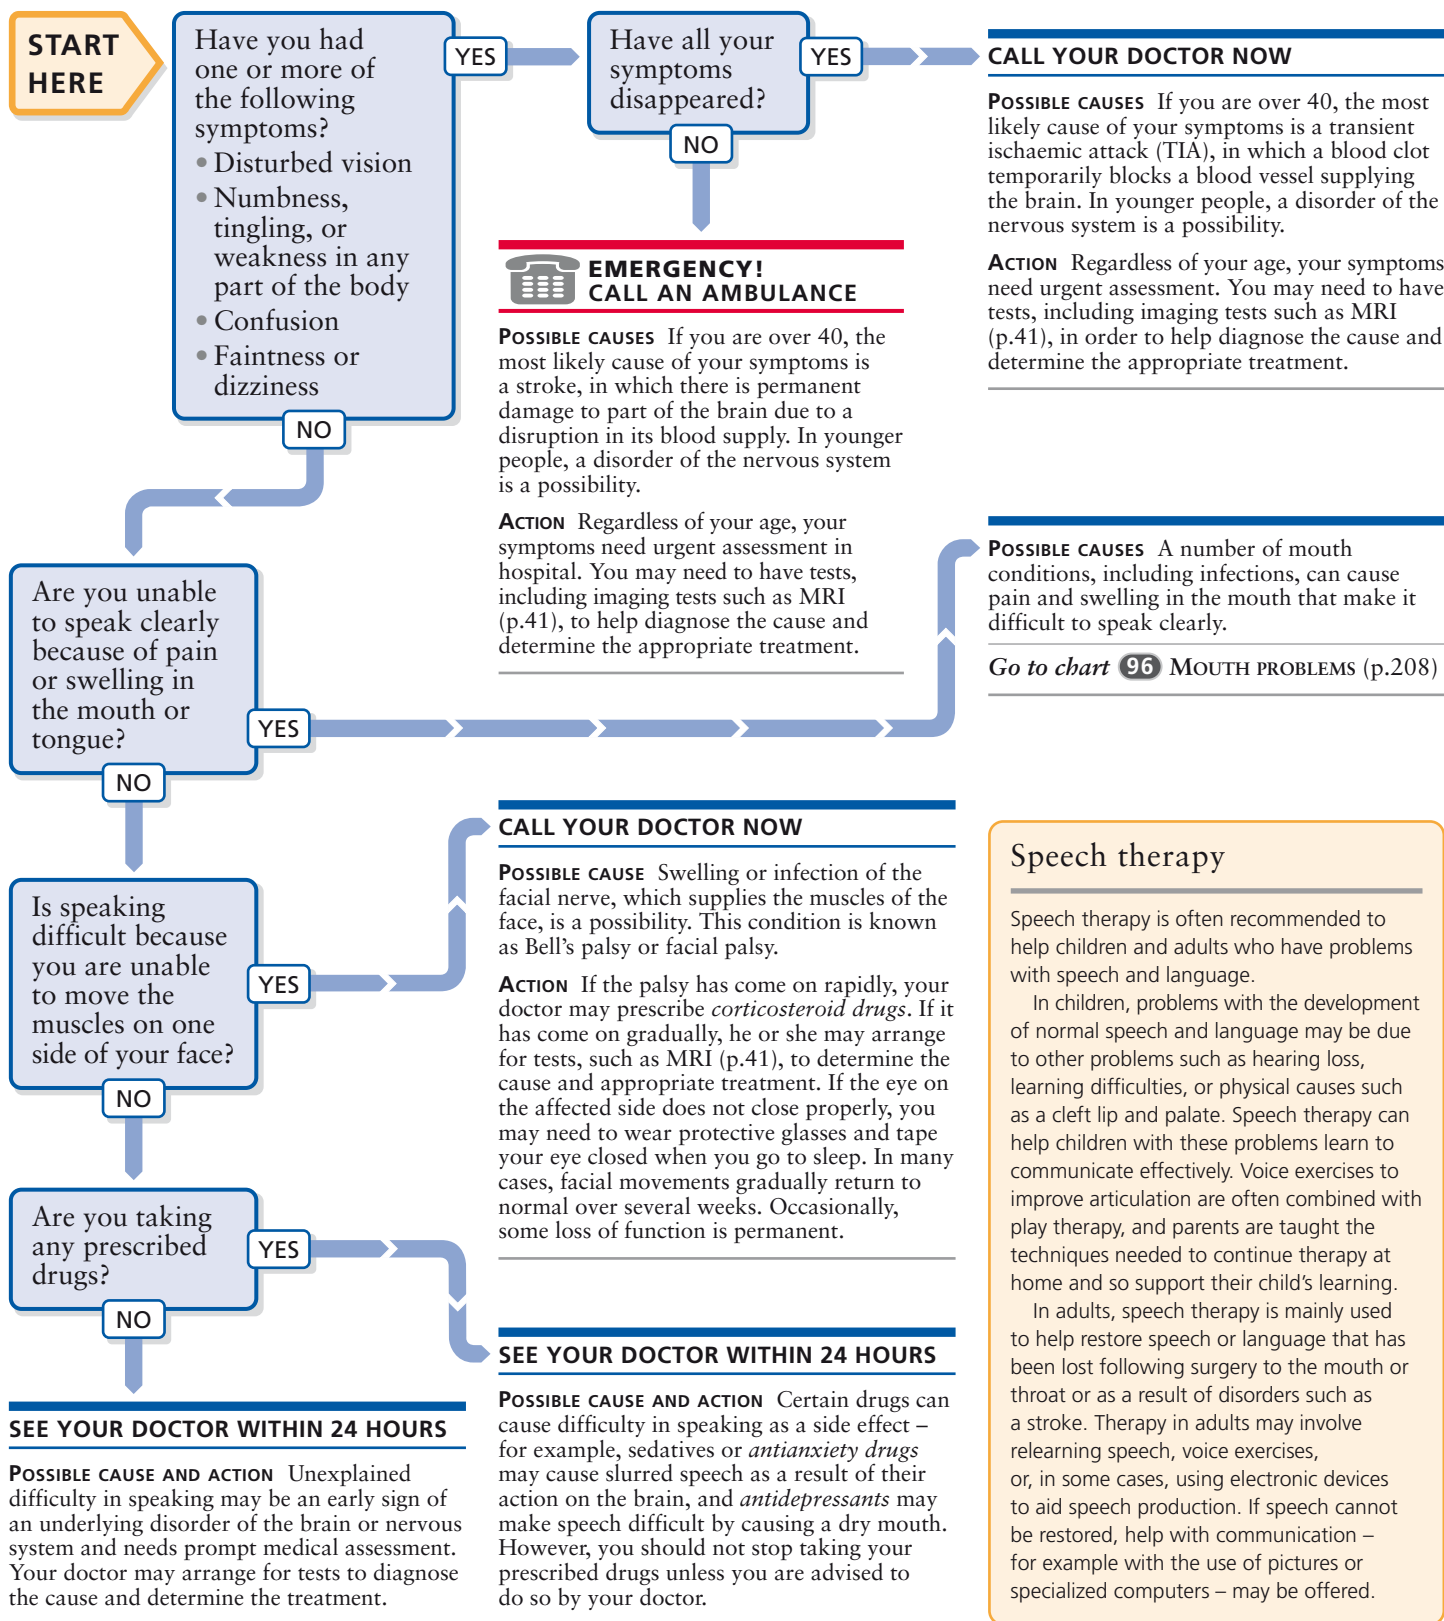 START
HERE
Have you had
one or more of
the following
symptoms?
• Disturbed vision
• Numbness,
tingling, or
weakness in any
part of the body
• Confusion
• Faintness or
dizziness
YES
NO
Have all your
symptoms
disappeared?
YES
NO
CALL YOUR DOCTOR NOW
POSSIBLE CAUSES If you are over 40, the most
likely cause of your symptoms is a transient
ischaemic attack (TIA), in which a blood clot
temporarily blocks a blood vessel supplying
the brain. In younger people, a disorder of the
nervous system is a possibility.
ACTION Regardless of your age, your symptoms
need urgent assessment. You may need to have
tests, including imaging tests such as MRI
(p.41), in order to help diagnose the cause and
determine the appropriate treatment.
EMERGENCY!
CALL AN AMBULANCE
POSSIBLE CAUSES If you are over 40, the
most likely cause of your symptoms is
a stroke, in which there is permanent
damage to part of the brain due to a
disruption in its blood supply. In younger
people, a disorder of the nervous system
is a possibility.
ACTION Regardless of your age, your
symptoms need urgent assessment in
hospital. You may need to have tests,
including imaging tests such as MRI
(p.41), to help diagnose the cause and
determine the appropriate treatment.
Are you unable
to speak clearly
because of pain
or swelling in
the mouth or
tongue?
YES
NO
POSSIBLE CAUSES A number of mouth
conditions, including infections, can cause
pain and swelling in the mouth that make it
difficult to speak clearly.
Go to chart 96 MOUTH PROBLEMS (p.208)
Is speaking
difficult because
you are unable
to move the
muscles on one
side of your face?
YES
NO
CALL YOUR DOCTOR NOW
POSSIBLE CAUSE Swelling or infection of the
facial nerve, which supplies the muscles of the
face, is a possibility. This condition is known
as Bell's palsy or facial palsy.
ACTION If the palsy has come on rapidly, your
doctor may prescribe corticosteroid drugs. If it
has come on gradually, he or she may arrange
for tests, such as MRI (p.41), to determine the
cause and appropriate treatment. If the eye on
the affected side does not close properly, you
may need to wear protective glasses and tape
your eye closed when you go to sleep. In many
cases, facial movements gradually return to
normal over several weeks. Occasionally,
some loss of function is permanent.
Are you taking
any prescribed
drugs?
YES
NO
SEE YOUR DOCTOR WITHIN 24 HOURS
POSSIBLE CAUSE AND ACTION Unexplained
difficulty in speaking may be an early sign of
an underlying disorder of the brain or nervous
system and needs prompt medical assessment.
Your doctor may arrange for tests to diagnose
the cause and determine the treatment.
SEE YOUR DOCTOR WITHIN 24 HOURS
POSSIBLE CAUSE AND ACTION Certain drugs can
cause difficulty in speaking as a side effect –
for example, sedatives or antianxiety drugs
may cause slurred speech as a result of their
action on the brain, and antidepressants may
make speech difficult by causing a dry mouth.
However, you should not stop taking your
prescribed drugs unless you are advised to
do so by your doctor.
Speech therapy
Speech therapy is often recommended to
help children and adults who have problems
with speech and language.
In children, problems with the development
of normal speech and language may be due
to other problems such as hearing loss,
learning difficulties, or physical causes such
as a cleft lip and palate. Speech therapy can
help children with these problems learn to
communicate effectively. Voice exercises to
improve articulation are often combined with
play therapy, and parents are taught the
techniques needed to continue therapy at
home and so support their child's learning.
In adults, speech therapy is mainly used
to help restore speech or language that has
been lost following surgery to the mouth or
throat or as a result of disorders such as
a stroke. Therapy in adults may involve
relearning speech, voice exercises,
or, in some cases, using electronic devices
to aid speech production. If speech cannot
be restored, help with communication –
for example with the use of pictures or
specialized computers – may be offered.